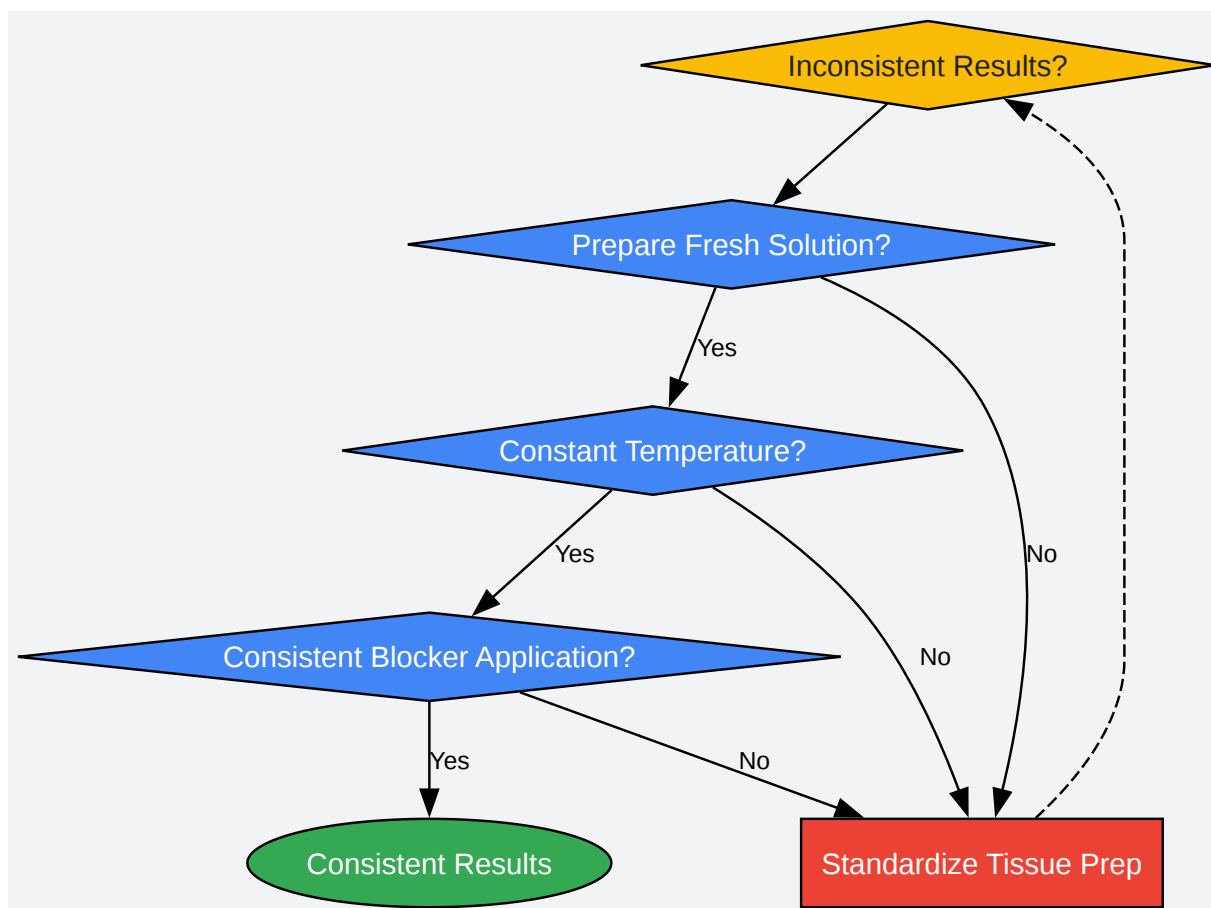 Inconsistent Results?
Prepare Fresh Solution?
Yes
Constant Temperature?
Yes
No
Consistent Blocker Application?
No
Yes
No
Consistent Results
Standardize Tissue Prep